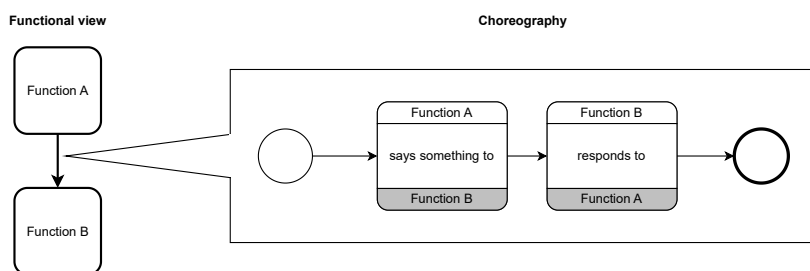 Functional view
Choreography
Function A
Function B
Function A
says something to
Function B
Function B
responds to
Function A